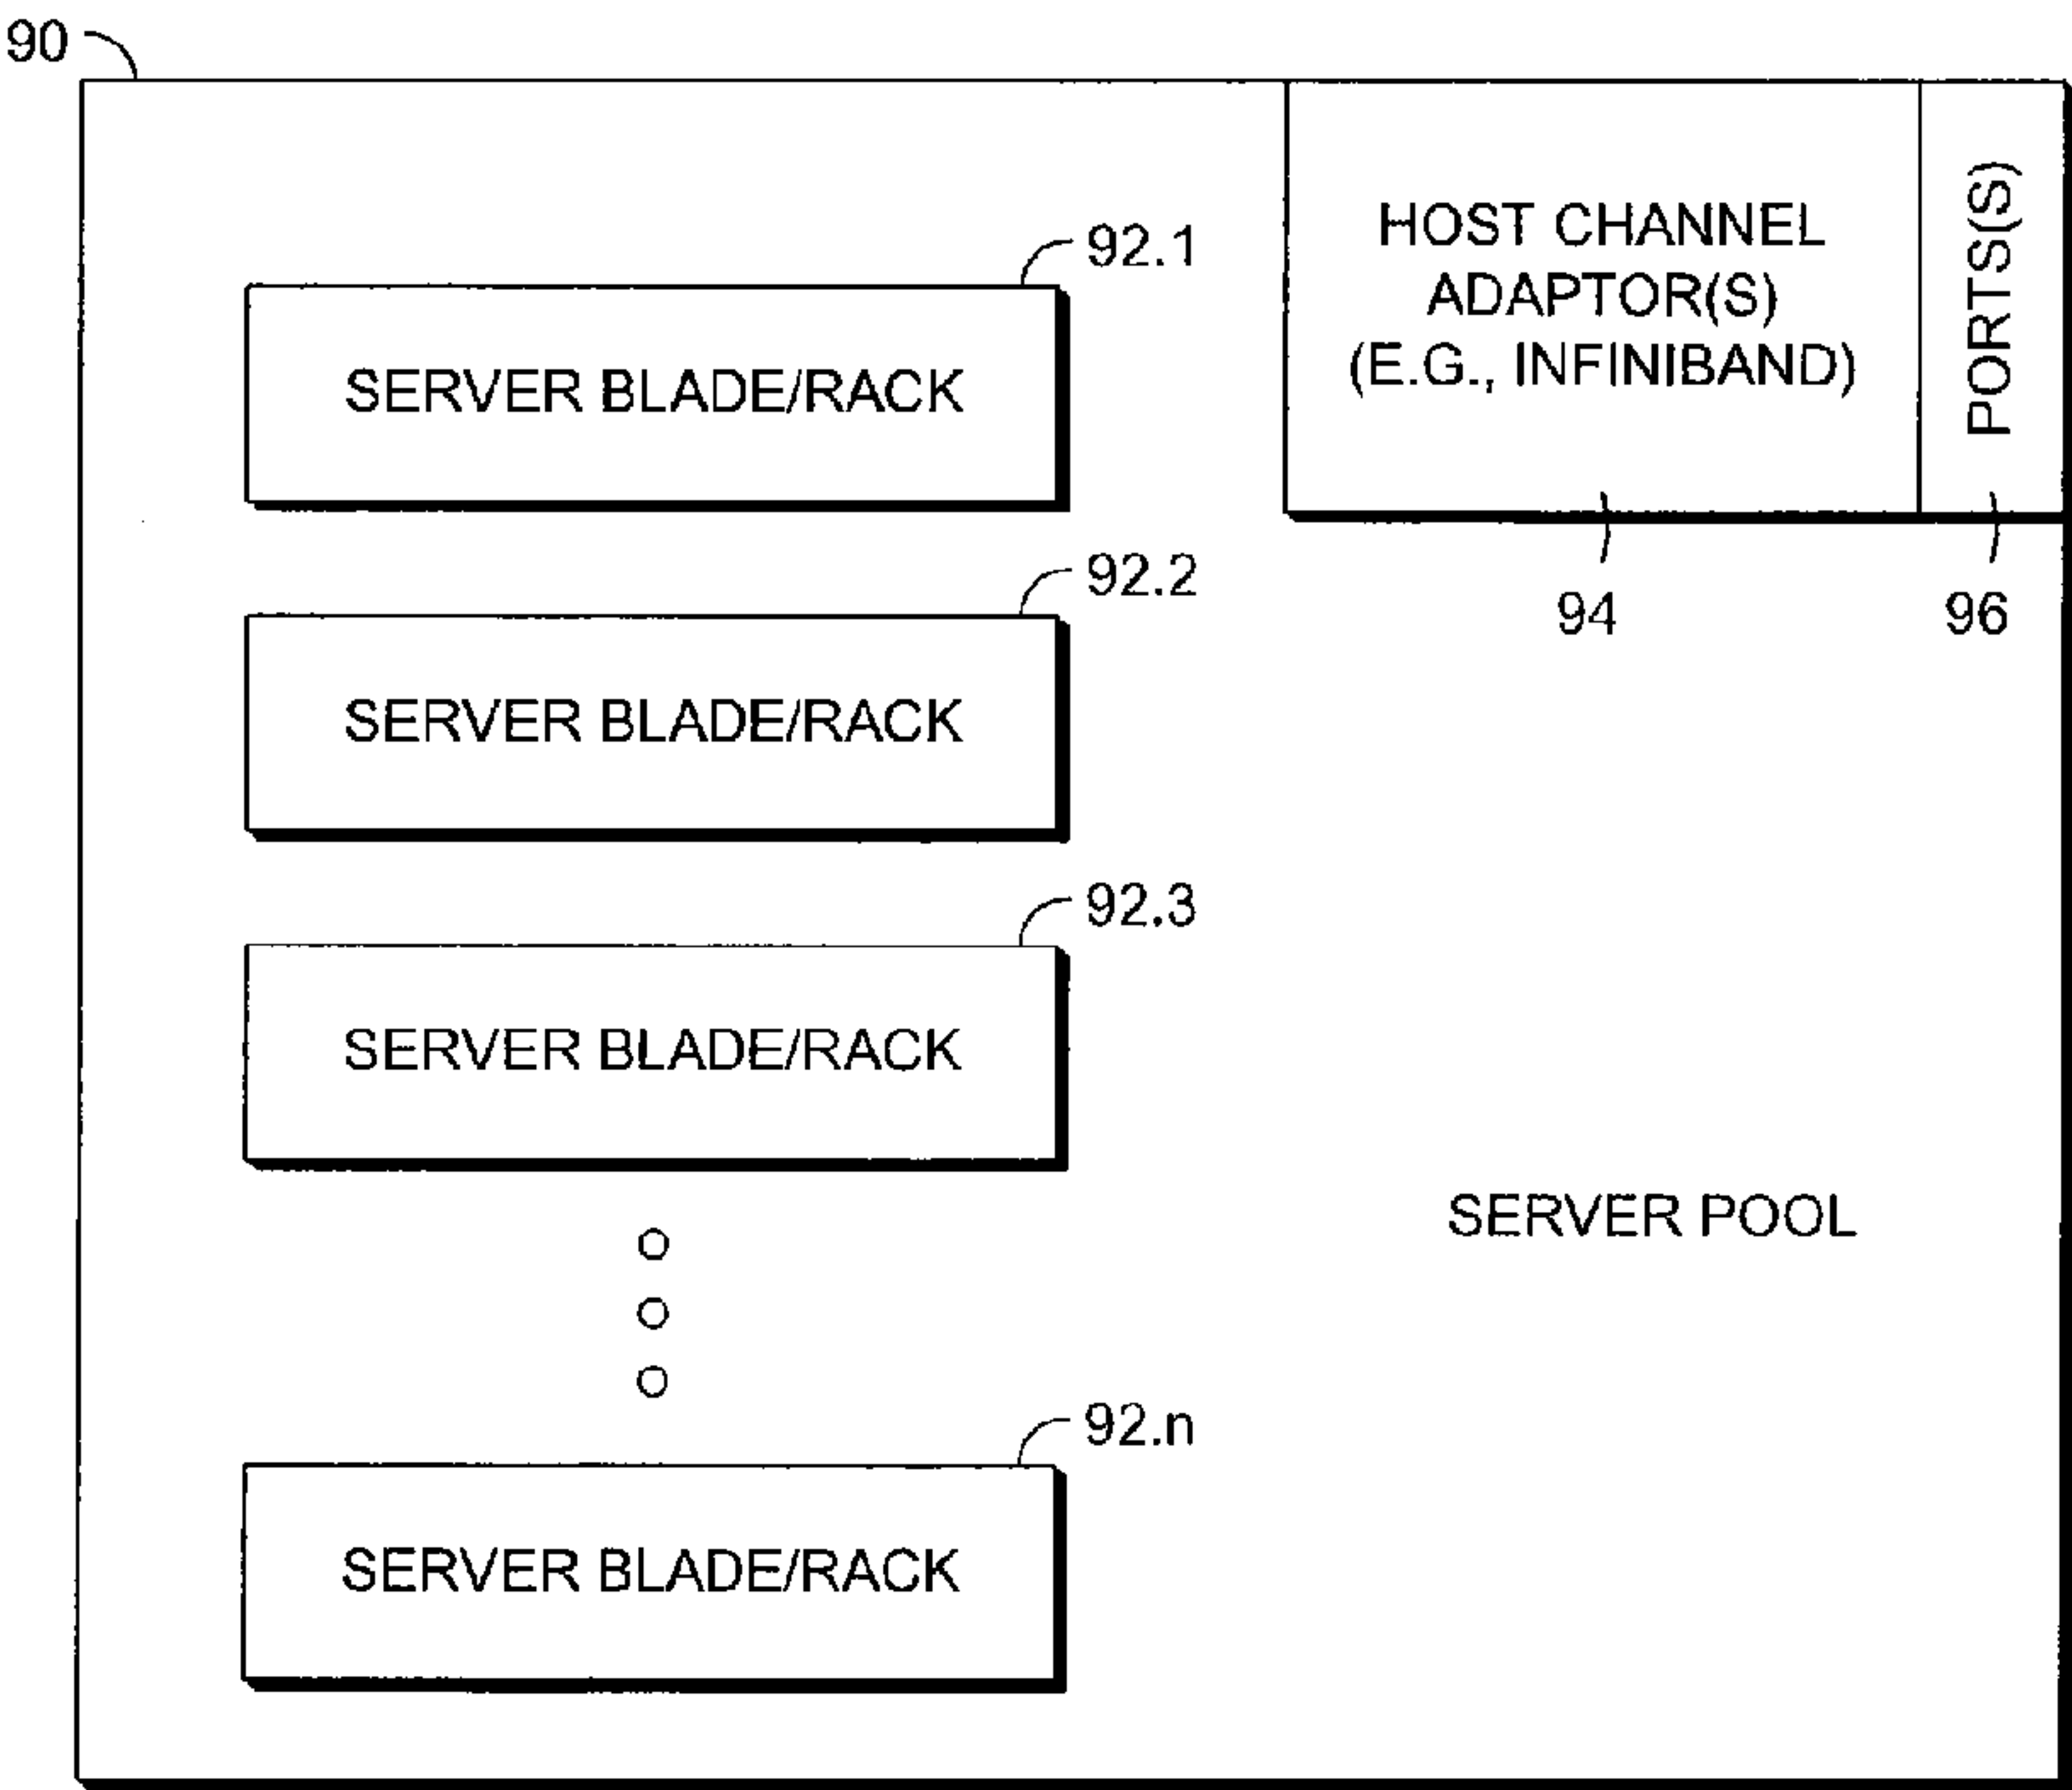 90
92.1
SERVER BLADE/RACK
92.2
SERVER BLADE/RACK
92.3
SERVER BLADE/RACK
92.n
SERVER BLADE/RACK
HOST CHANNEL
ADAPTOR(S)
(E.G., INFINIBAND)
PORTS(S)
94
96
SERVER POOL